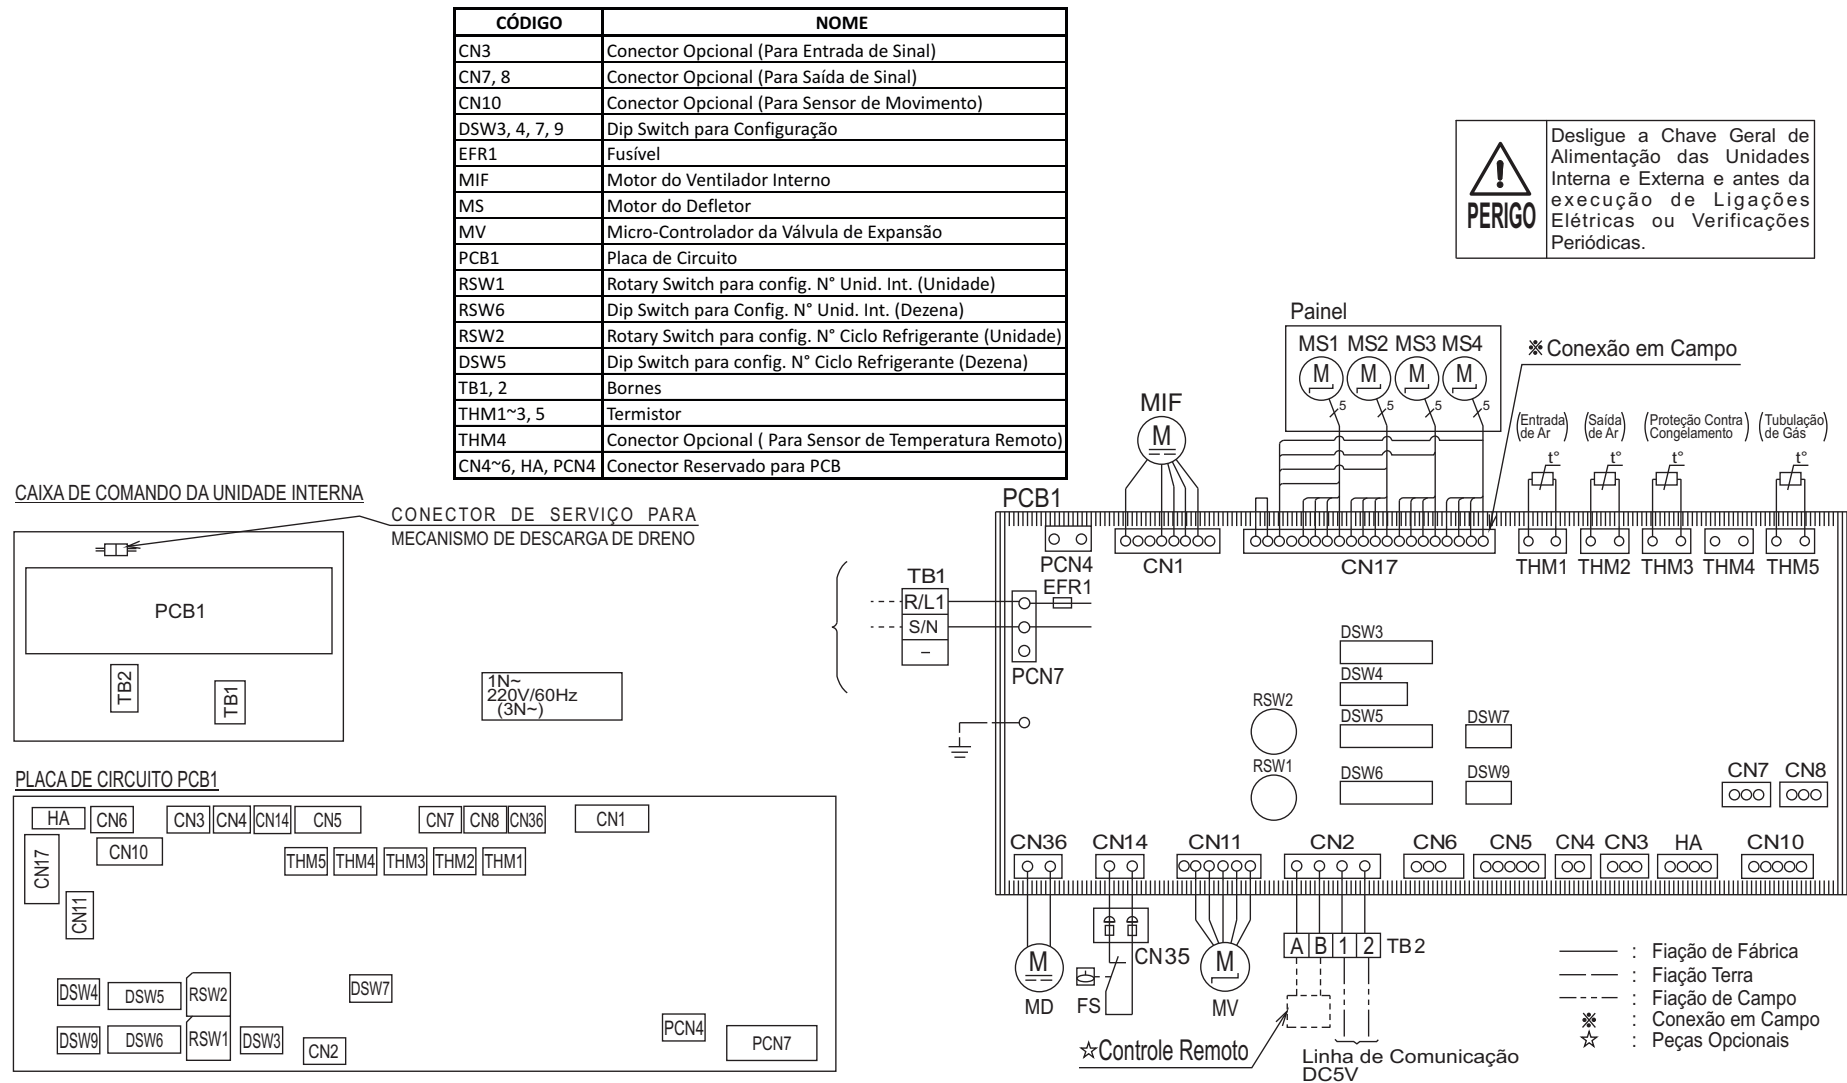 CÓDIGO NOME
CN3 Conector Opcional (Para Entrada de Sinal)
CN7, 8 Conector Opcional (Para Saída de Sinal)
CN10 Conector Opcional (Para Sensor de Movimento)
DSW3, 4, 7, 9 Dip Switch para Configuração
EFR1 Fusível
MIF Motor do Ventilador Interno
MS Motor do Defletor
MV Micro-Controlador da Válvula de Expansão
PCB1 Placa de Circuito
RSW1 Rotary Switch para config. N° Unid. Int. (Unidade)
RSW6 Dip Switch para Config. N° Unid. Int. (Dezena)
RSW2 Rotary Switch para config. N° Ciclo Refrigerante (Unidade)
DSW5 Dip Switch para config. N° Ciclo Refrigerante (Dezena)
TB1, 2 Bornes
THM1~3, 5 Termistor
THM4 Conector Opcional ( Para Sensor de Temperatura Remoto)
CN4~6, HA, PCN4 Conector Reservado para PCB
PERIGO
Desligue a Chave Geral de
Alimentação das Unidades
Interna e Externa e antes da
execução de Ligações
Elétricas ou Verificações
Periódicas.
CAIXA DE COMANDO DA UNIDADE INTERNA
CONECTOR DE SERVIÇO PARA
MECANISMO DE DESCARGA DE DRENO
PCB1
TB2
TB1
1N~
220V/60Hz
(3N~)
PLACA DE CIRCUITO PCB1
HA CN6 CN3 CN4 CN14 CN5 CN7 CN8 CN36 CN1
CN17 CN10 THM5 THM4 THM3 THM2 THM1
CN11
DSW4 DSW5 RSW2 DSW7
DSW9 DSW6 RSW1 DSW3 CN2 PCN4 PCN7
Painel
MS1 MS2 MS3 MS4
M M M M
5 5 5 5
※Conexão em Campo
MIF
M
(Entrada de Ar)
(Saída de Ar)
(Proteção Contra Congelamento)
(Tubulação de Gás)
t° t° t° t°
PCB1
PCN4 CN1 CN17 THM1 THM2 THM3 THM4 THM5
EFR1
TB1
R/L1
S/N
–
PCN7
DSW3
DSW4
RSW2 DSW5 DSW7
RSW1 DSW6 DSW9
CN7 CN8
CN36 CN14 CN11 CN2 CN6 CN5 CN4 CN3 HA CN10
A B 1 2 TB2
CN35
M M
MD FS MV
☆Controle Remoto
Linha de Comunicação
DC5V
: Fiação de Fábrica
: Fiação Terra
: Fiação de Campo
※ : Conexão em Campo
☆ : Peças Opcionais